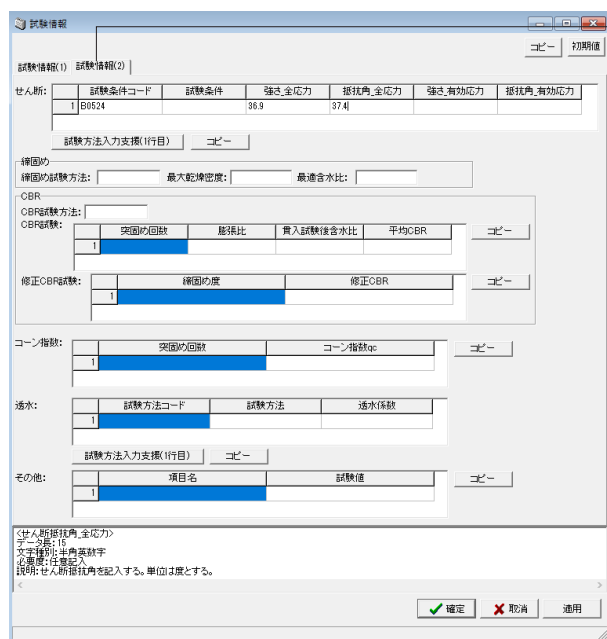 試験情報
コピー 初期値
試験情報(1) 試験情報(2)
せん断: 試験条件コード 試験条件 強さ_全応力 抵抗角_全応力 強さ_有効応力 抵抗角_有効応力
1 B0524 36.9 37.4
試験方法入力支援(1行目) コピー
締固め
締固め試験方法: 最大乾燥密度: 最適含水比:
CBR
CBR試験方法:
CBR試験: 突固め回数 膨張比 貫入試験後含水比 平均CBR コピー
1
修正CBR試験: 締固め度 修正CBR コピー
1
コーン指数: 突固め回数 コーン指数qc コピー
1
透水: 試験方法コード 試験方法 透水係数
1
試験方法入力支援(1行目) コピー
その他: 項目名 試験値 コピー
1
<せん断抵抗角_全応力>
データ長:15
文字種別:半角英数字
必要度:任意記入
説明:せん断抵抗角を記入する。単位は度とする。
確定 取消 適用